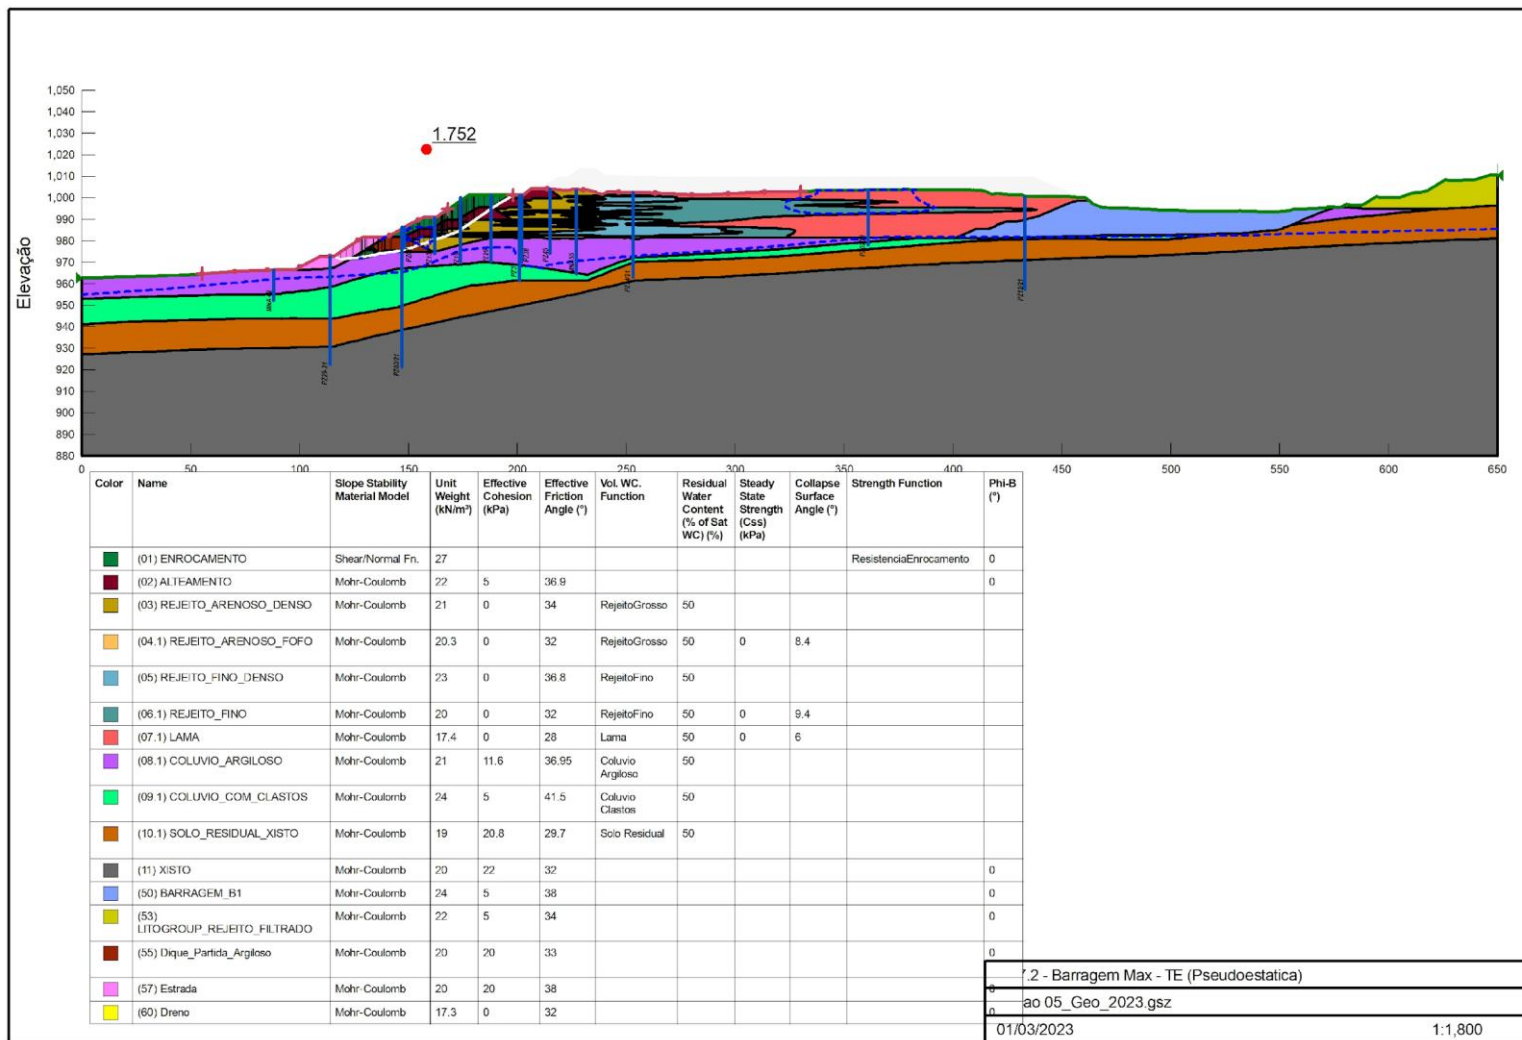 1,050
1,040
1,030
1,020
1,010
1,000
990
980
970
960
950
940
930
920
910
900
890
880
Elevação
1.752
0 50 100 150 200 250 300 350 400 450 500 550 600 650
Color Name Slope Stability Material Model Unit Weight (kN/m³) Effective Cohesion (kPa) Effective Friction Angle (°) Vol. WC. Function Residual Water Content (% of Sat WC) (%) Steady State Strength (Css) (kPa) Collapse Surface Angle (°) Strength Function Phi-B (°)
(01) ENROCAMENTO Shear/Normal Fn. 27 ResistenciaEnrocamento 0
(02) ALTEAMENTO Mohr-Coulomb 22 5 36.9 0
(03) REJEITO_ARENOSO_DENSO Mohr-Coulomb 21 0 34 RejeitoGrosso 50
(04.1) REJEITO_ARENOSO_FOFO Mohr-Coulomb 20.3 0 32 RejeitoGrosso 50 0 8.4
(05) REJEITO_FINO_DENSO Mohr-Coulomb 23 0 36.8 RejeitoFino 50
(06.1) REJEITO_FINO Mohr-Coulomb 20 0 32 RejeitoFino 50 0 9.4
(07.1) LAMA Mohr-Coulomb 17.4 0 28 Lama 50 0 6
(08.1) COLUVIO_ARGILOSO Mohr-Coulomb 21 11.6 36.95 Coluvio Argiloso 50
(09.1) COLUVIO_COM_CLASTOS Mohr-Coulomb 24 5 41.5 Coluvio Clastos 50
(10.1) SOLO_RESIDUAL_XISTO Mohr-Coulomb 19 20.8 29.7 Solo Residual 50
(11) XISTO Mohr-Coulomb 20 22 32 0
(50) BARRAGEM_B1 Mohr-Coulomb 24 5 38 0
(53) LITOGROUP_REJEITO_FILTRADO Mohr-Coulomb 22 5 34 0
(55) Dique_Partida_Argiloso Mohr-Coulomb 20 20 33 0
(57) Estrada Mohr-Coulomb 20 20 38 0
(60) Dreno Mohr-Coulomb 17.3 0 32 0
7.2 - Barragem Max - TE (Pseudoestatica)
ao 05_Geo_2023.gsz
01/03/2023 1:1,800